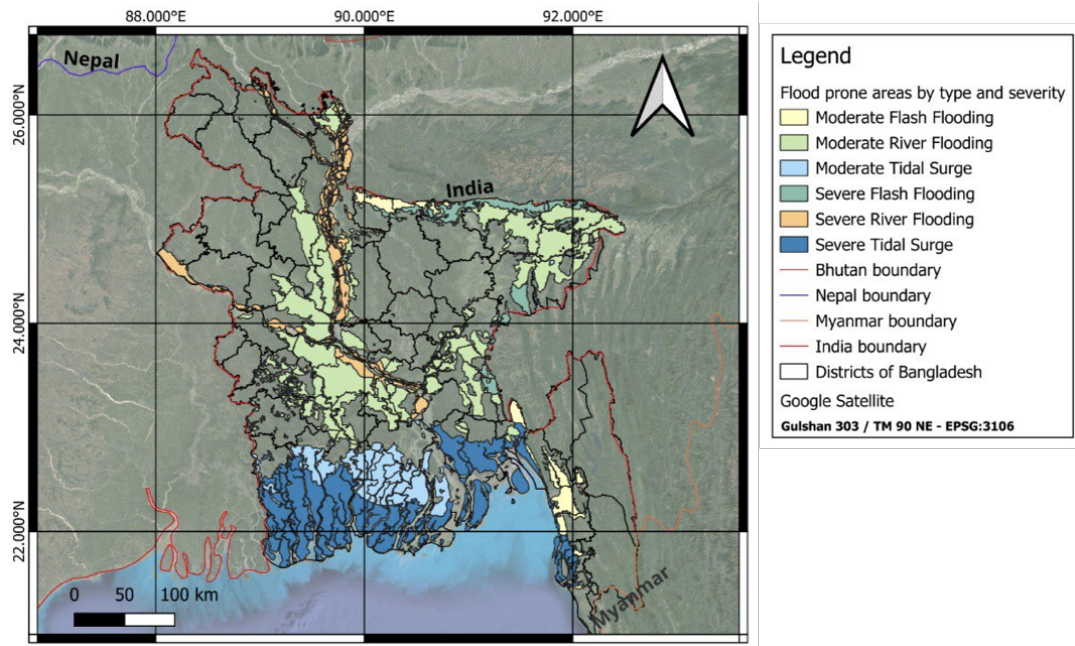 88.000°E 90.000°E 92.000°E
Nepal
26.000°N
India
24.000°N
22.000°N
0 50 100 km
Myanmar
Legend
Flood prone areas by type and severity
Moderate Flash Flooding
Moderate River Flooding
Moderate Tidal Surge
Severe Flash Flooding
Severe River Flooding
Severe Tidal Surge
Bhutan boundary
Nepal boundary
Myanmar boundary
India boundary
Districts of Bangladesh
Google Satellite
Gulshan 303 / TM 90 NE - EPSG:3106